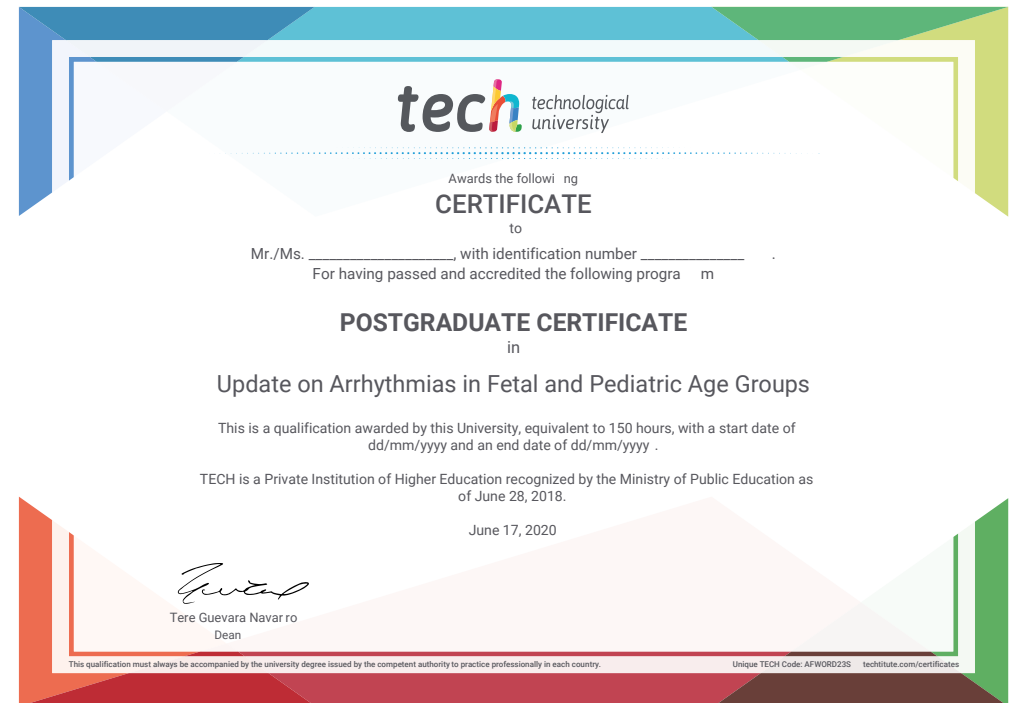 tech technological
university
Awards the followi ng
CERTIFICATE
to
Mr./Ms. _____________________, with identification number _______________ .
For having passed and accredited the following progra m
POSTGRADUATE CERTIFICATE
in
Update on Arrhythmias in Fetal and Pediatric Age Groups
This is a qualification awarded by this University, equivalent to 150 hours, with a start date of
dd/mm/yyyy and an end date of dd/mm/yyyy .
TECH is a Private Institution of Higher Education recognized by the Ministry of Public Education as
of June 28, 2018.
June 17, 2020
Tere Guevara Navarro
Dean
This qualification must always be accompanied by the university degree issued by the competent authority to practice professionally in each country. Unique TECH Code: AFWORD23S techtitute.com/certificates